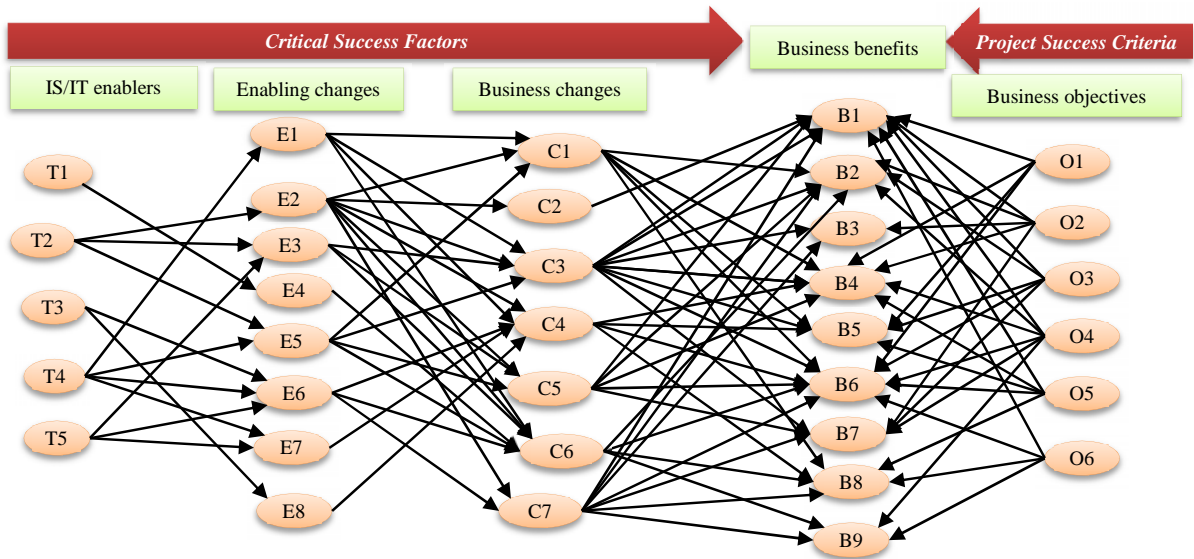 Critical Success Factors
Business benefits
Project Success Criteria
IS/IT enablers
Enabling changes
Business changes
Business objectives
T1
T2
T3
T4
T5
E1
E2
E3
E4
E5
E6
E7
E8
C1
C2
C3
C4
C5
C6
C7
B1
B2
B3
B4
B5
B6
B7
B8
B9
O1
O2
O3
O4
O5
O6